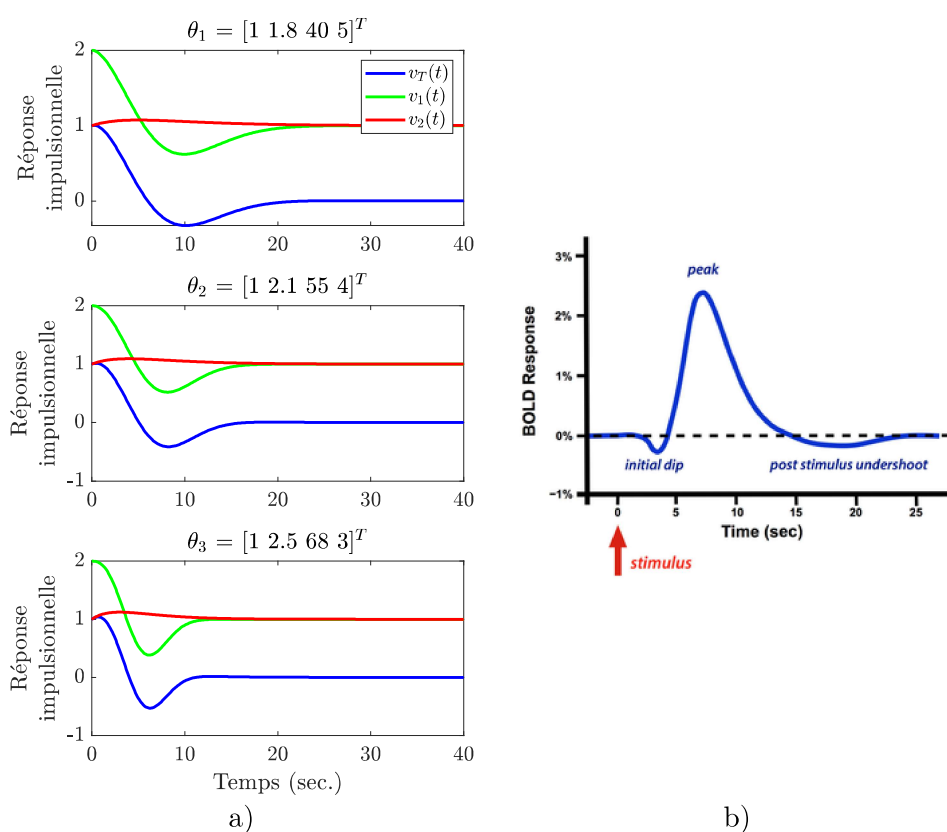 θ₁ = [1 1.8 40 5]ᵀ
2
1
0
0 10 20 30 40
Réponse
impulsionnelle
v_T(t)
v₁(t)
v₂(t)
θ₂ = [1 2.1 55 4]ᵀ
2
1
0
-1
0 10 20 30 40
Réponse
impulsionnelle
θ₃ = [1 2.5 68 3]ᵀ
2
1
0
-1
0 10 20 30 40
Réponse
impulsionnelle
Temps (sec.)
a)
3%
2%
1%
0%
−1%
BOLD Response
peak
initial dip
post stimulus undershoot
0 5 10 15 20 25
Time (sec)
stimulus
b)